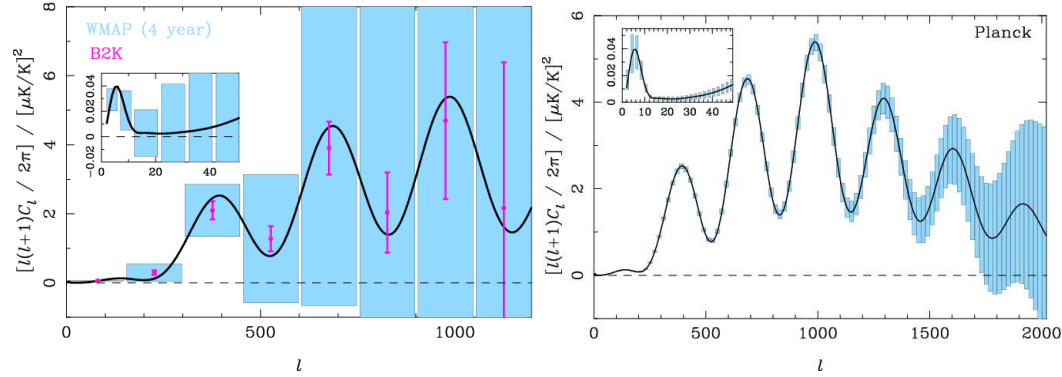 WMAP (4 year)
B2K
[l(l+1)C_l / 2π] / [μK/K]²
8
6
4
2
0
0.04
0.02
0
−0.02
0 20 40
0 500 1000
l
Planck
[l(l+1)C_l / 2π] / [μK/K]²
6
4
2
0
0.04
0.02
0
0 10 20 30 40
0 500 1000 1500 2000
l